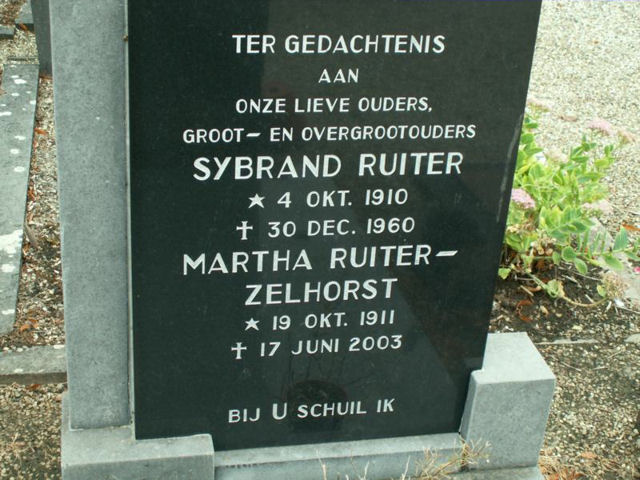 TER GEDACHTENIS
AAN
ONZE LIEVE OUDERS,
GROOT- EN OVERGROOTOUDERS
SYBRAND RUITER
★ 4 OKT. 1910
✝ 30 DEC. 1960
MARTHA RUITER-
ZELHORST
★ 19 OKT. 1911
✝ 17 JUNI 2003
BIJ U SCHUIL IK